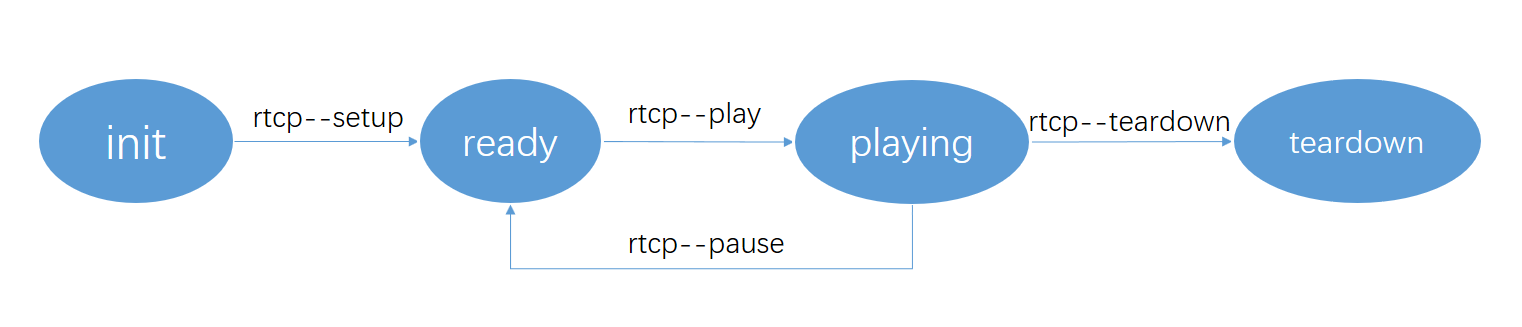 init
rtcp--setup
ready
rtcp--play
playing
rtcp--teardown
teardown
rtcp--pause